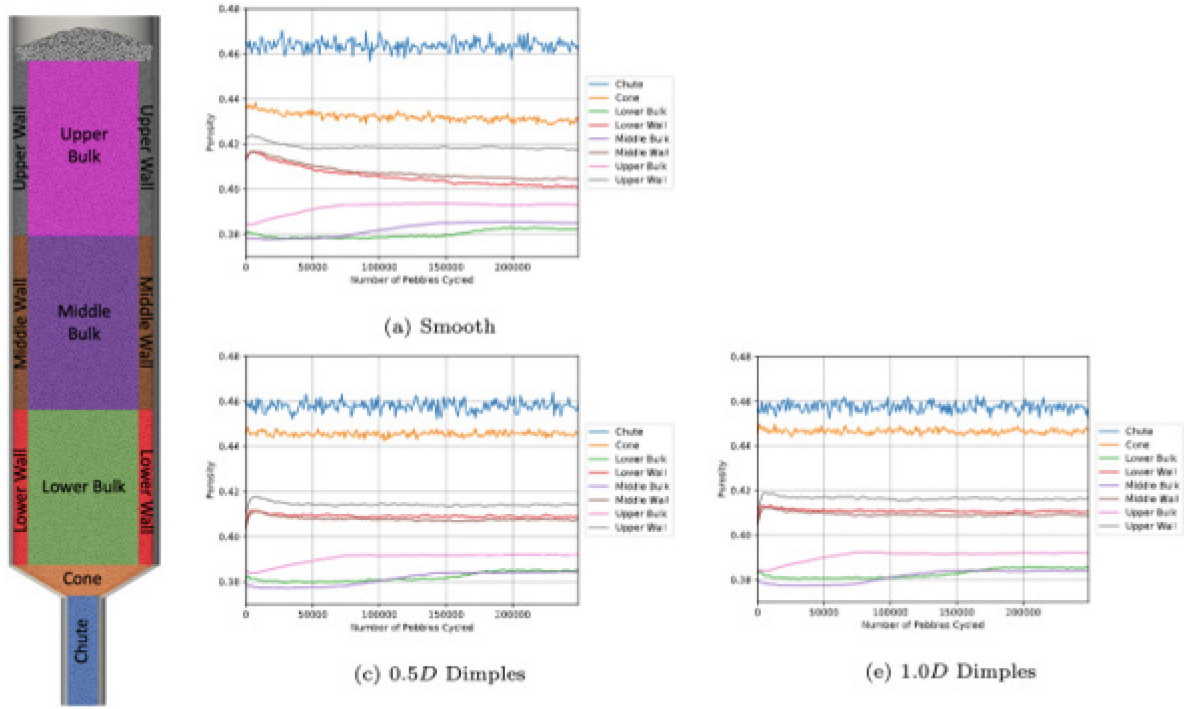 Upper Wall
Upper
Bulk
Upper Wall
Middle Wall
Middle
Bulk
Middle Wall
Lower Wall
Lower Bulk
Lower Wall
Cone
Chute
0.48
0.46
0.44
0.42
0.40
0.38
Porosity
0
50000
100000
150000
200000
Number of Pebbles Cycled
Chute
Cone
Lower Bulk
Lower Wall
Middle Bulk
Middle Wall
Upper Bulk
Upper Wall
(a) Smooth
0.48
0.46
0.44
0.42
0.40
0.38
Porosity
0
50000
100000
150000
200000
Number of Pebbles Cycled
Chute
Cone
Lower Bulk
Lower Wall
Middle Bulk
Middle Wall
Upper Bulk
Upper Wall
(c) 0.5D Dimples
0.48
0.46
0.44
0.42
0.40
0.38
Porosity
0
50000
100000
150000
200000
Number of Pebbles Cycled
Chute
Cone
Lower Bulk
Lower Wall
Middle Bulk
Middle Wall
Upper Bulk
Upper Wall
(e) 1.0D Dimples